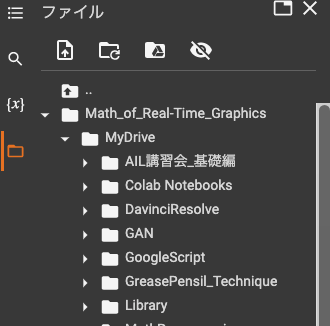 ファイル
{x}
..
Math_of_Real-Time_Graphics
MyDrive
AIL講習会_基礎編
Colab Notebooks
DavinciResolve
GAN
GoogleScript
GreasePensil_Technique
Library